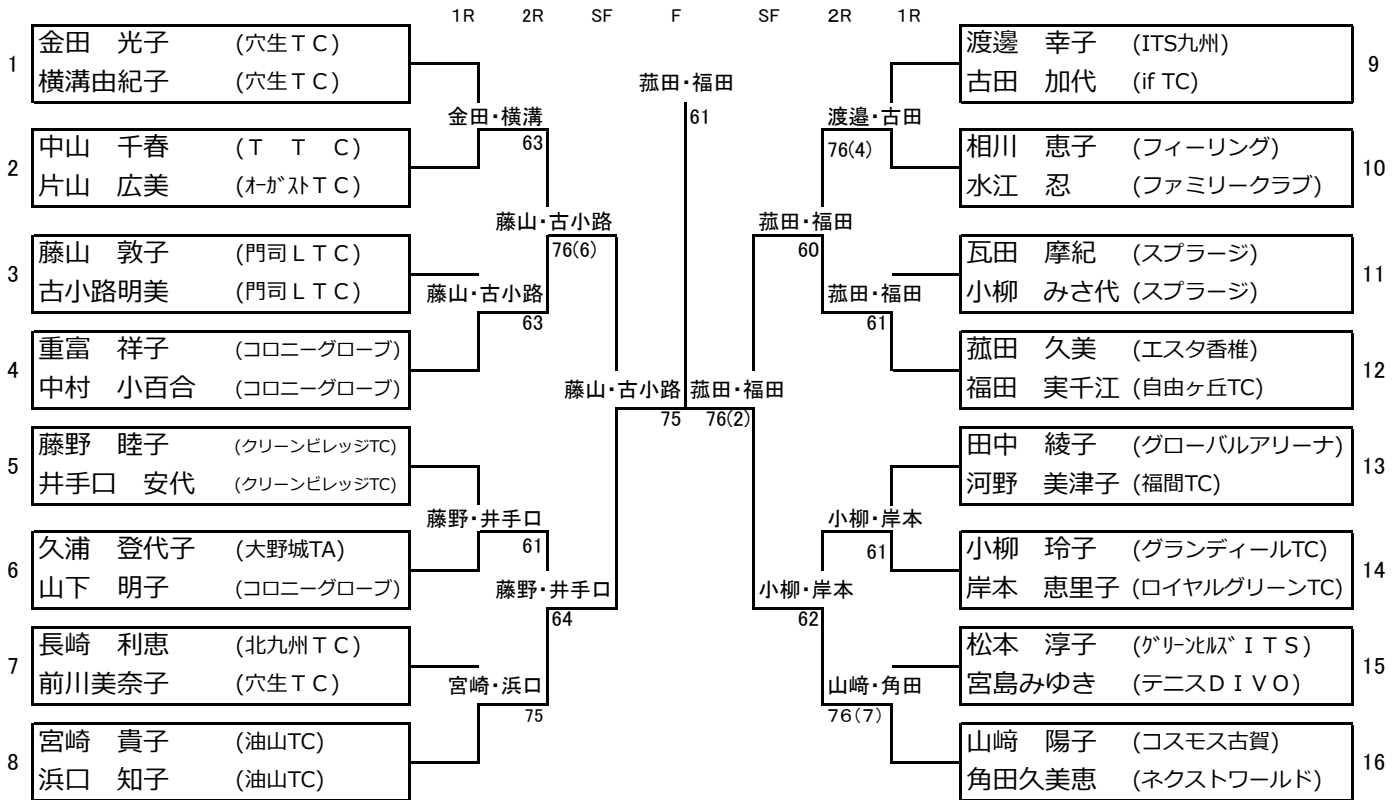 1R 2R SF F SF 2R 1R
1 金田　光子 (穴生ＴＣ)
横溝由紀子 (穴生ＴＣ)
2 中山　千春 (Ｔ　Ｔ　Ｃ)
片山　広美 (ｵｰｶﾞｽﾄＴＣ)
3 藤山　敦子 (門司ＬＴＣ)
古小路明美 (門司ＬＴＣ)
4 重富　祥子 (コロニーグローブ)
中村　小百合 (コロニーグローブ)
5 藤野　睦子 (クリーンビレッジTC)
井手口　安代 (クリーンビレッジTC)
6 久浦　登代子 (大野城TA)
山下　明子 (コロニーグローブ)
7 長崎　利恵 (北九州ＴＣ)
前川美奈子 (穴生ＴＣ)
8 宮崎　貴子 (油山TC)
浜口　知子 (油山TC)
金田・横溝
63
藤山・古小路
63
藤野・井手口
61
宮崎・浜口
75
藤山・古小路
76(6)
藤野・井手口
64
藤山・古小路
75
菰田・福田
61
菰田・福田
76(2)
菰田・福田
60
小柳・岸本
62
渡邉・古田
76(4)
菰田・福田
61
小柳・岸本
61
山﨑・角田
76(7)
渡邊　幸子 (ITS九州) 9
古田　加代 (if TC)
相川　恵子 (フィーリング) 10
水江　忍 (ファミリークラブ)
瓦田　摩紀 (スプラージ) 11
小柳　みさ代 (スプラージ)
菰田　久美 (エスタ香椎) 12
福田　実千江 (自由ヶ丘TC)
田中　綾子 (グローバルアリーナ) 13
河野　美津子 (福間TC)
小柳　玲子 (グランディールTC) 14
岸本　恵里子 (ロイヤルグリーンTC)
松本　淳子 (ｸﾞﾘｰﾝﾋﾙｽﾞＩＴＳ) 15
宮島みゆき (テニスＤＩＶＯ)
山﨑　陽子 (コスモス古賀) 16
角田久美恵 (ネクストワールド)